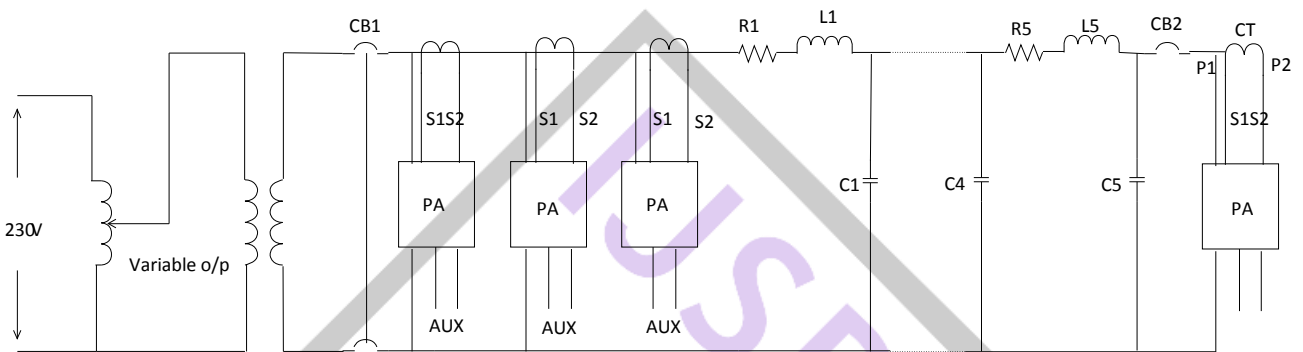 CB1
R1
L1
R5
L5
CB2
CT
P1
P2
S1S2
S1
S2
S1
S2
S1S2
230V
Variable o/p
PA
PA
PA
C1
C4
C5
PA
AUX
AUX
AUX
IJSR